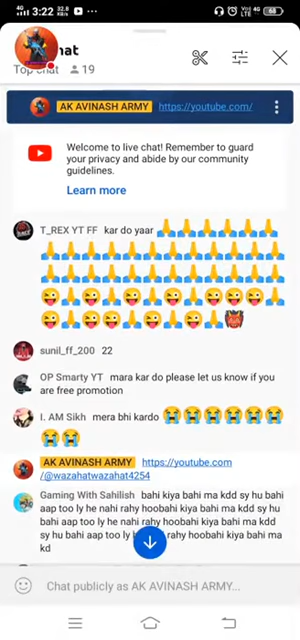 3:22 32.8 KB/s 4G 68
hat
Top chat 19
AK AVINASH ARMY https://youtube.com/
Welcome to live chat! Remember to guard
your privacy and abide by our community
guidelines.
Learn more
T_REX YT FF kar do yaar 🙏🙏🙏🙏🙏🙏
sunil_ff_200 22
OP Smarty YT mara kar do please let us know if you
are free promotion
I. AM Sikh mera bhi kardo 😭😭😭😭😭😭
😭😭
AK AVINASH ARMY https://youtube.com/
/@wazahatwazahat4254
Gaming With Sahilish bahi kiya bahi ma kdd sy hu bahi
aap too ly he nahi rahy hoobahi kiya bahi ma kdd sy hu
bahi aap too ly he nahi rahy hoobahi kiya bahi ma kdd
sy hu bahi aap too ly rahy hoobahi kiya bahi ma
kd
Chat publicly as AK AVINASH ARMY...